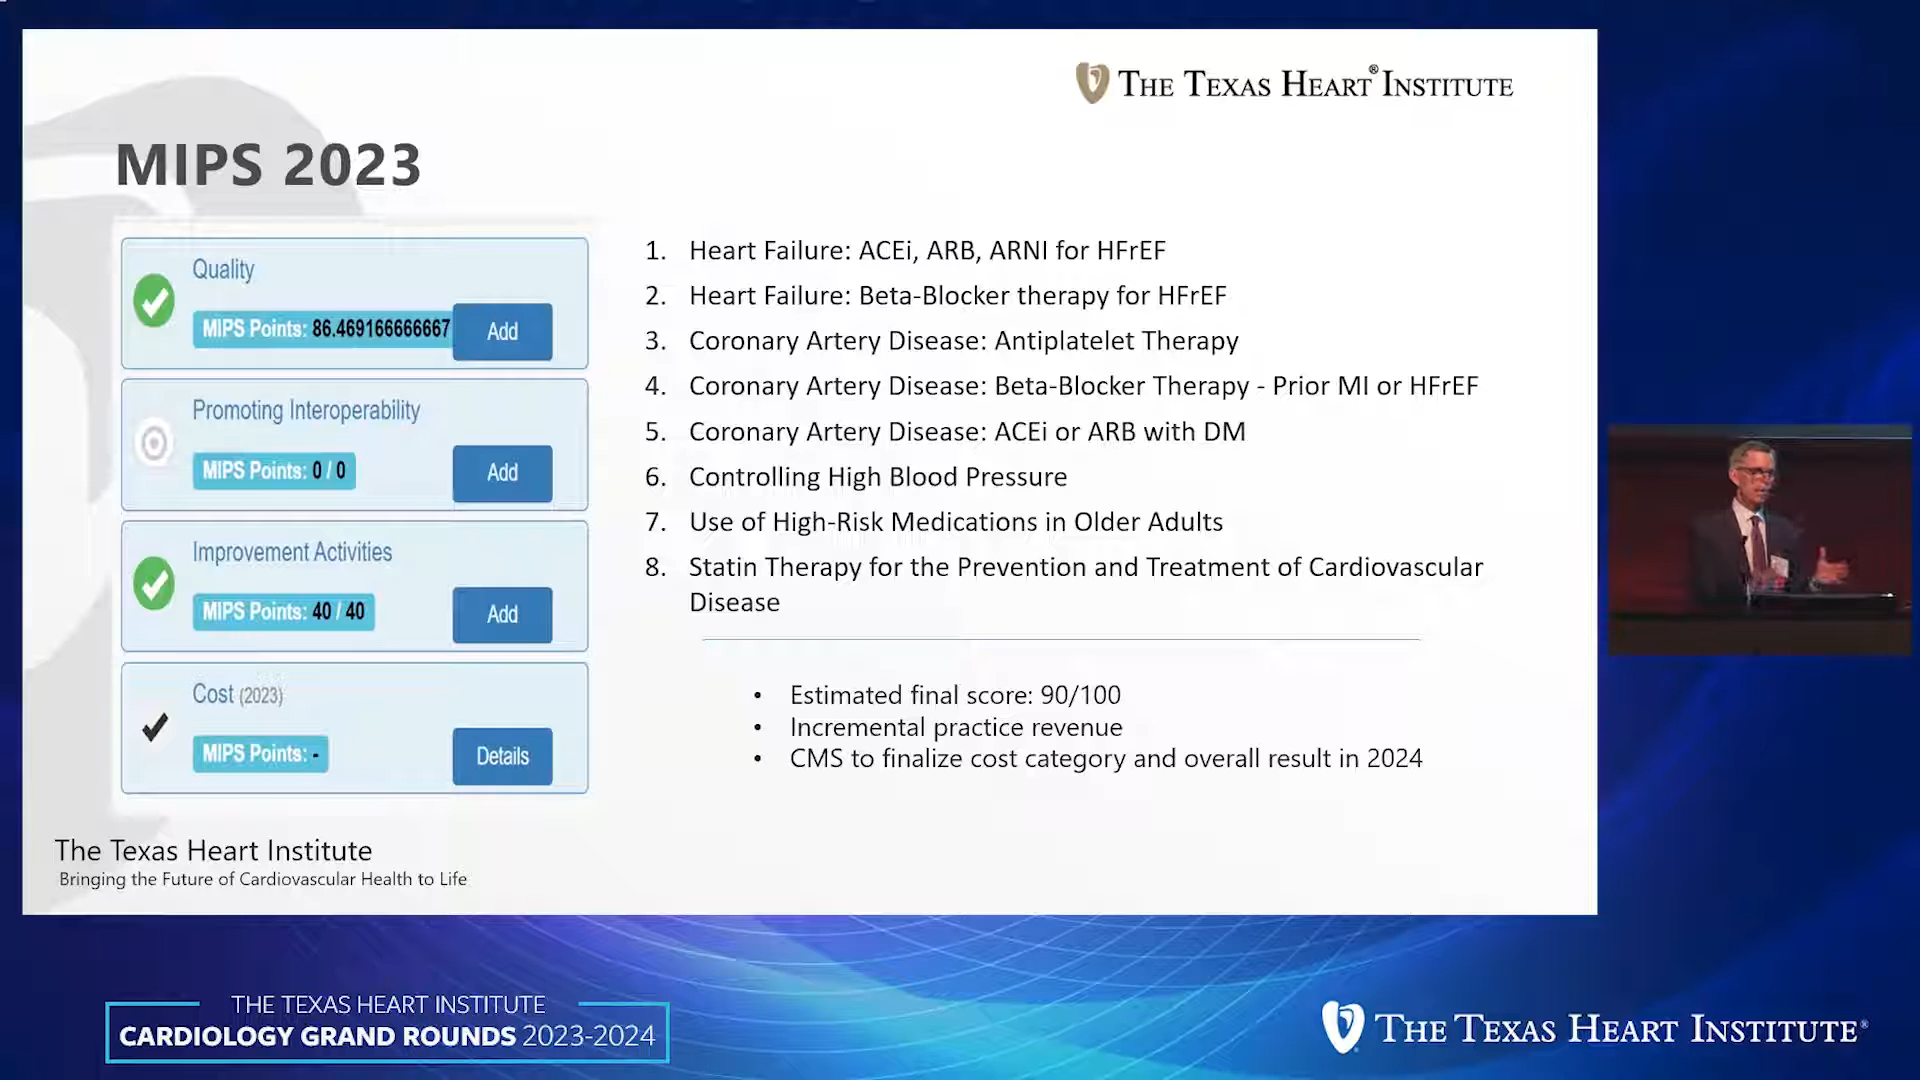 THE TEXAS HEART® INSTITUTE
MIPS 2023
Quality
MIPS Points: 86.469166666667
Add
Promoting Interoperability
MIPS Points: 0 / 0
Add
Improvement Activities
MIPS Points: 40 / 40
Add
Cost (2023)
MIPS Points: -
Details
1. Heart Failure: ACEi, ARB, ARNI for HFrEF
2. Heart Failure: Beta-Blocker therapy for HFrEF
3. Coronary Artery Disease: Antiplatelet Therapy
4. Coronary Artery Disease: Beta-Blocker Therapy - Prior MI or HFrEF
5. Coronary Artery Disease: ACEi or ARB with DM
6. Controlling High Blood Pressure
7. Use of High-Risk Medications in Older Adults
8. Statin Therapy for the Prevention and Treatment of Cardiovascular
Disease
• Estimated final score: 90/100
• Incremental practice revenue
• CMS to finalize cost category and overall result in 2024
The Texas Heart Institute
Bringing the Future of Cardiovascular Health to Life
THE TEXAS HEART INSTITUTE
CARDIOLOGY GRAND ROUNDS 2023-2024
THE TEXAS HEART INSTITUTE®